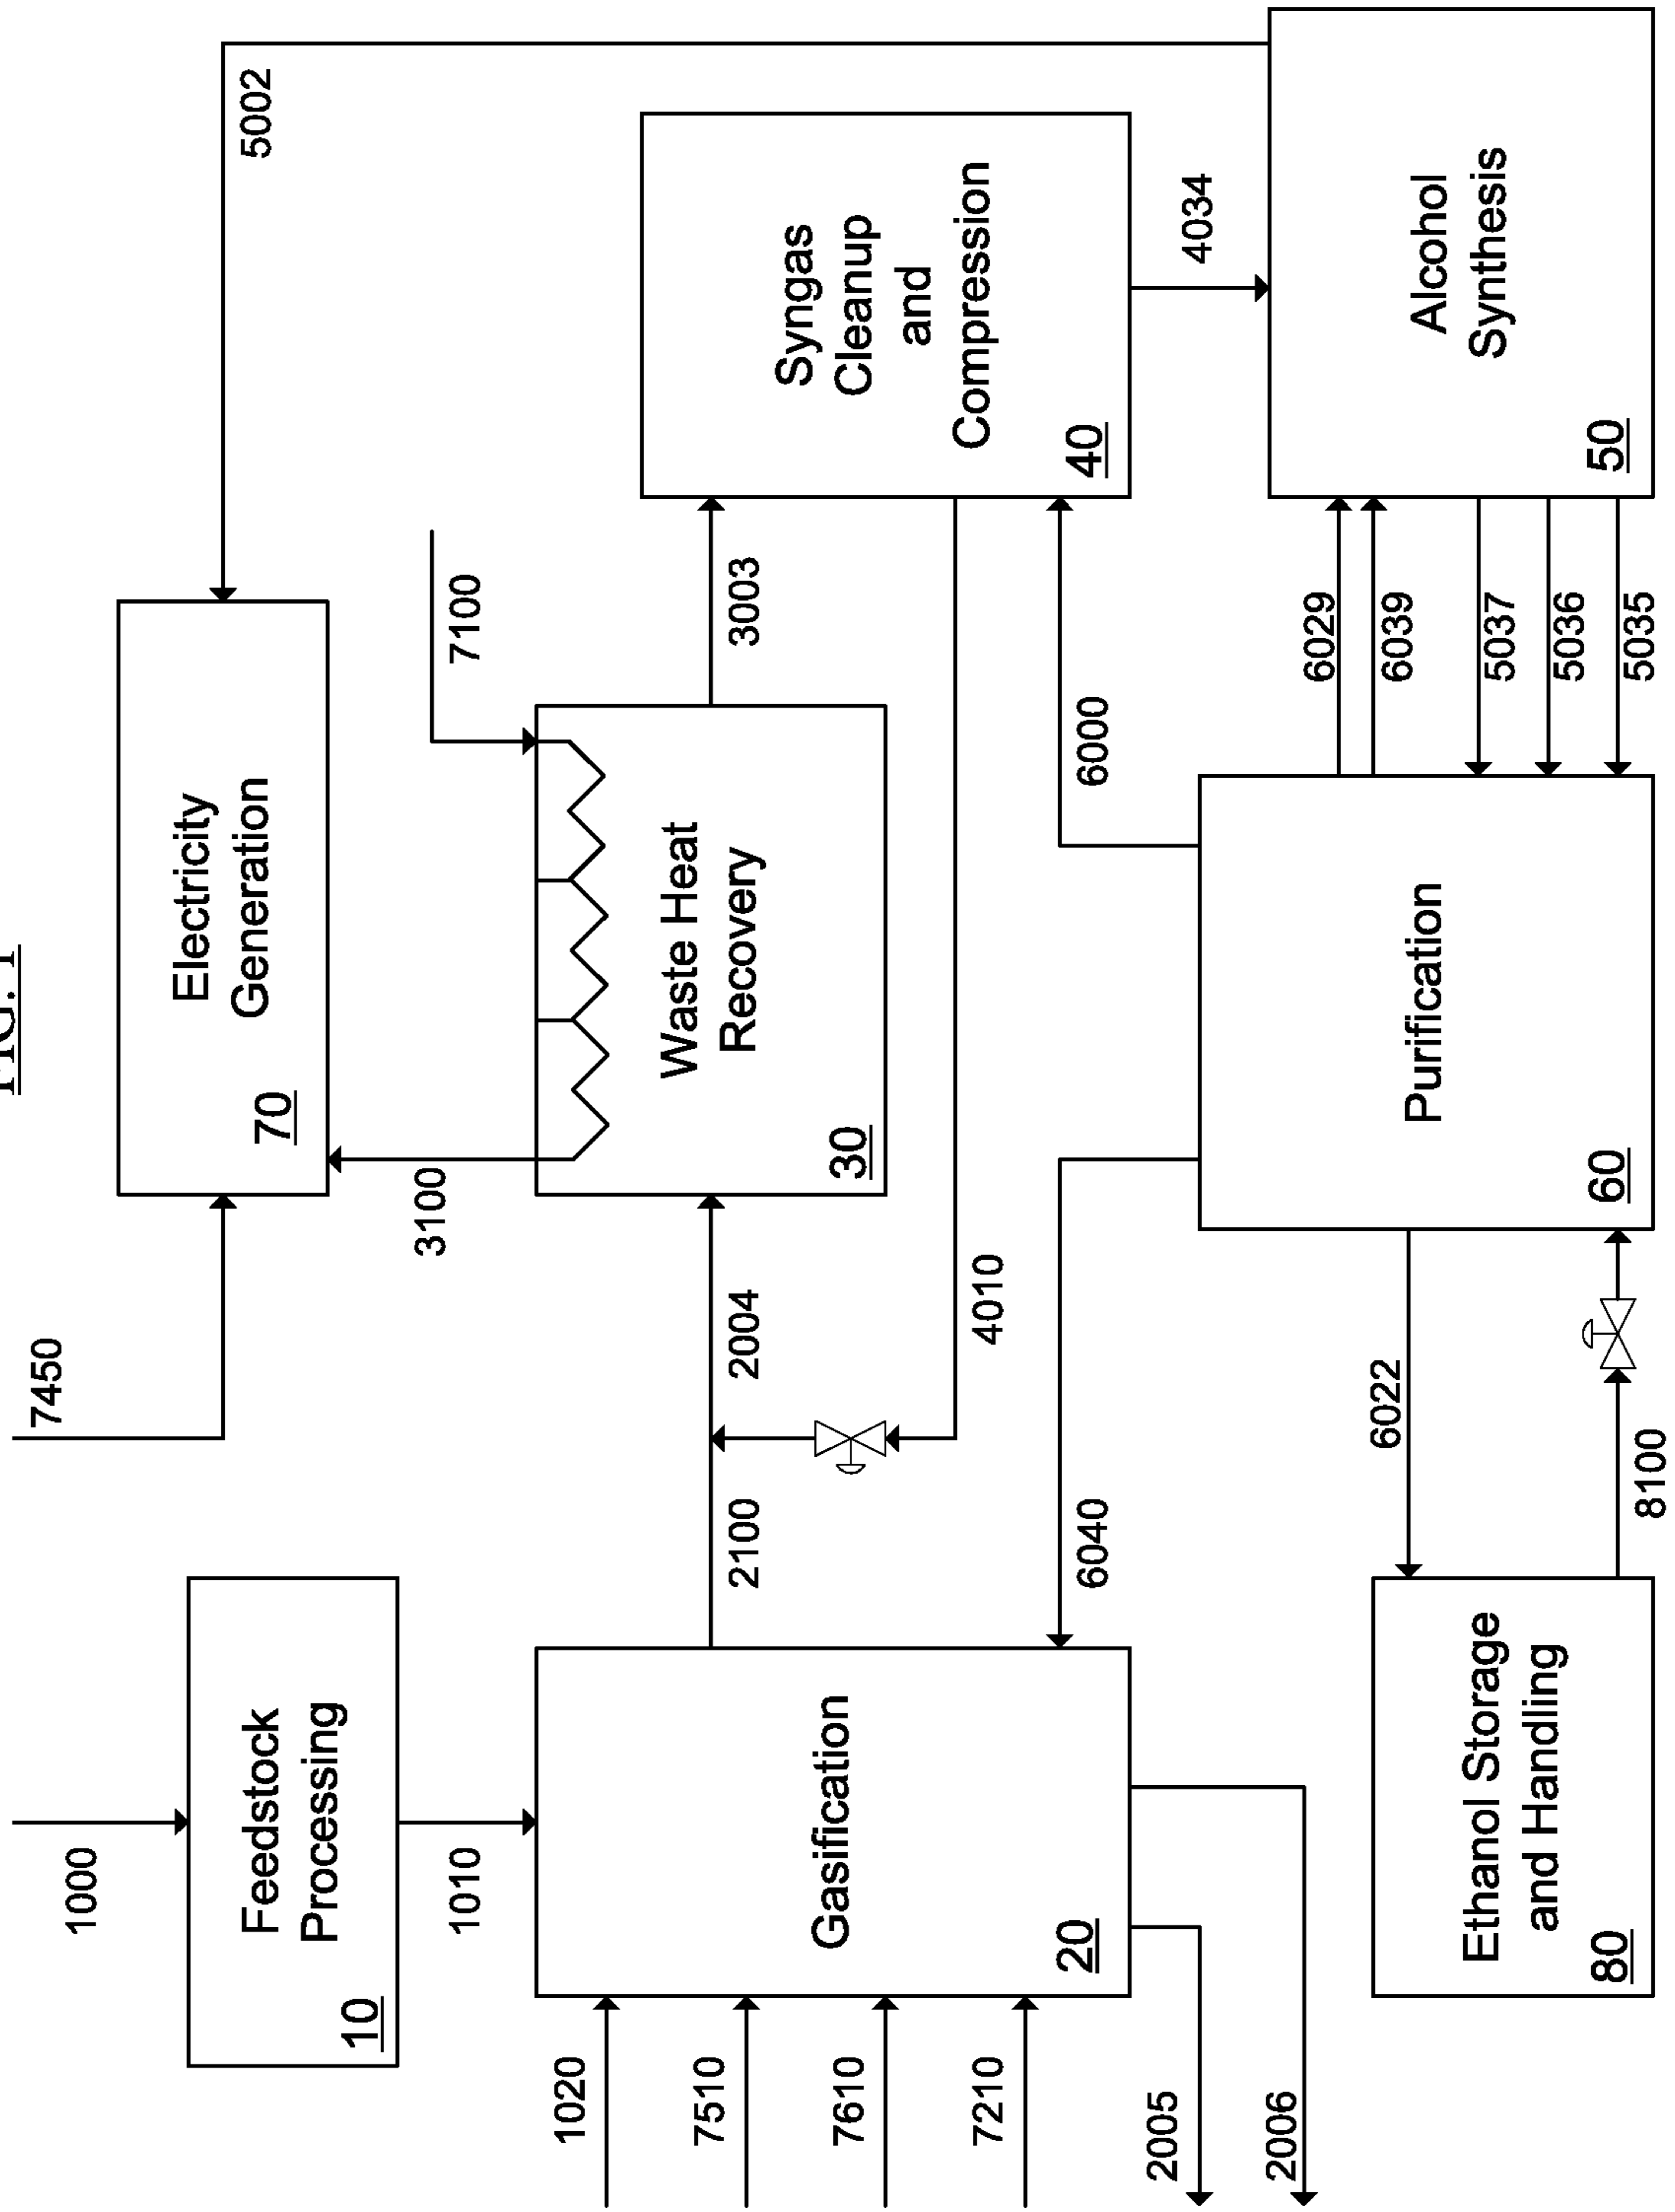 FIG. 1
7450
1000
Feedstock
Processing
10
1010
Electricity
Generation
70
5002
3100
7100
1020
7510
7610
7210
Gasification
20
2005
2006
2100
2004
Waste Heat
Recovery
30
3003
Syngas
Cleanup
and
Compression
40
4010
4034
6040
6000
Ethanol Storage
and Handling
80
6022
8100
Purification
60
6029
6039
5037
5036
5035
Alcohol
Synthesis
50